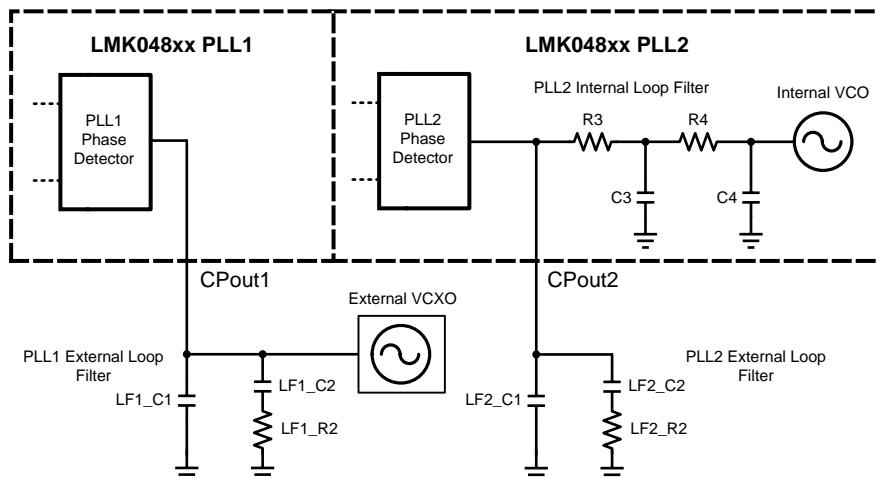 LMK048xx PLL1
LMK048xx PLL2
PLL1
Phase
Detector
PLL2
Phase
Detector
PLL2 Internal Loop Filter
Internal VCO
R3
R4
C3
C4
CPout1
CPout2
External VCXO
PLL1 External Loop
Filter
LF1_C1
LF1_C2
LF1_R2
LF2_C1
LF2_C2
LF2_R2
PLL2 External Loop
Filter